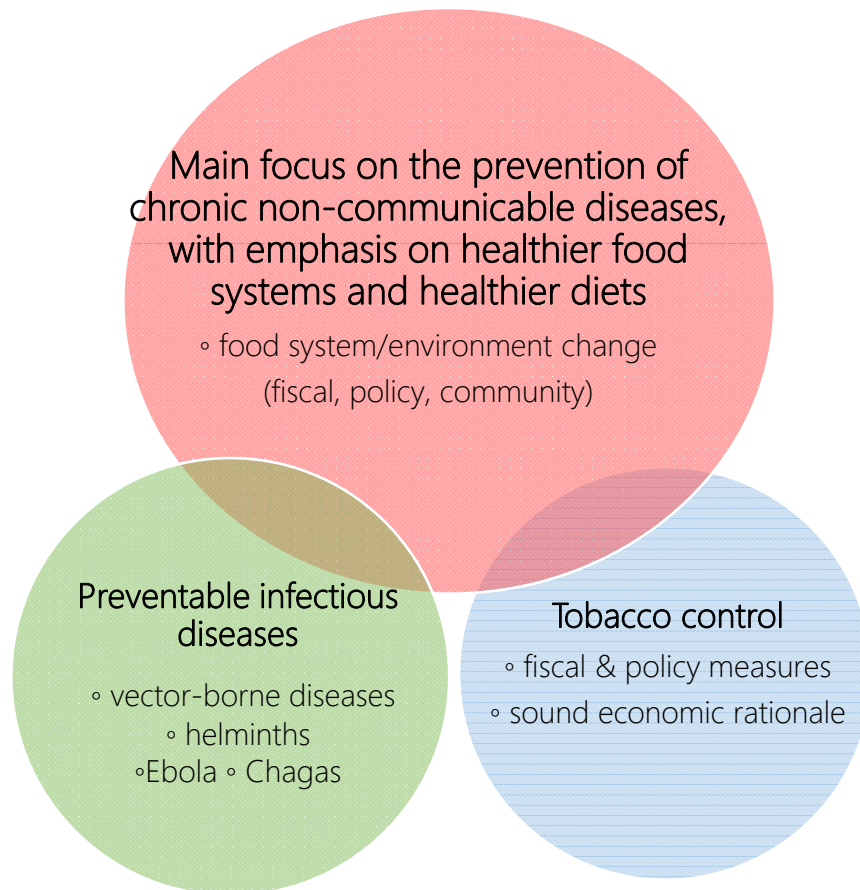 Main focus on the prevention of
chronic non-communicable diseases,
with emphasis on healthier food
systems and healthier diets
◦ food system/environment change
(fiscal, policy, community)
Preventable infectious
diseases
◦ vector-borne diseases
◦ helminths
◦Ebola ◦ Chagas
Tobacco control
◦ fiscal & policy measures
◦ sound economic rationale